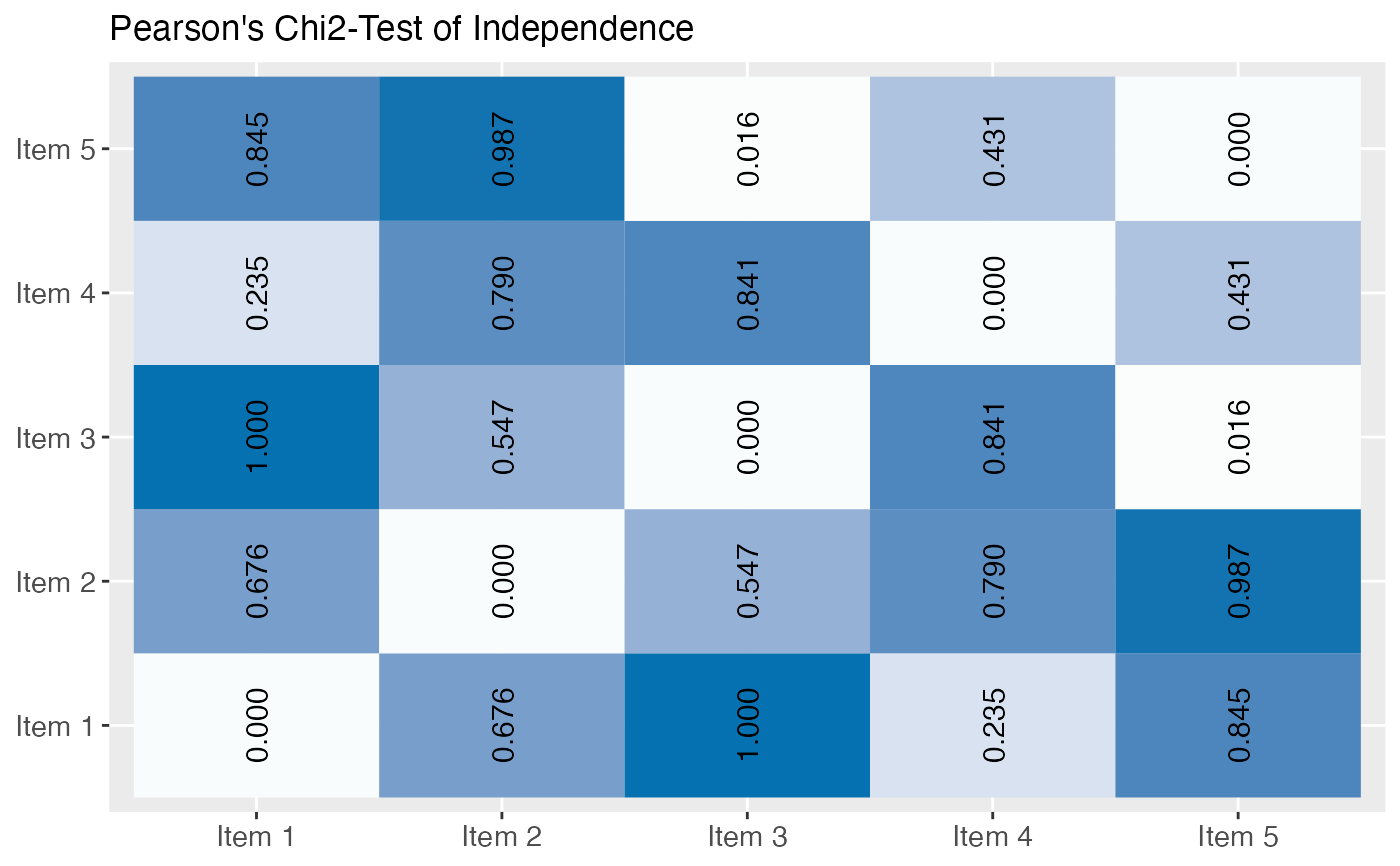 Pearson's Chi2-Test of Independence
Item 5 0.845 0.987 0.016 0.431 0.000
Item 4 0.235 0.790 0.841 0.000 0.431
Item 3 1.000 0.547 0.000 0.841 0.016
Item 2 0.676 0.000 0.547 0.790 0.987
Item 1 0.000 0.676 1.000 0.235 0.845
Item 1 Item 2 Item 3 Item 4 Item 5